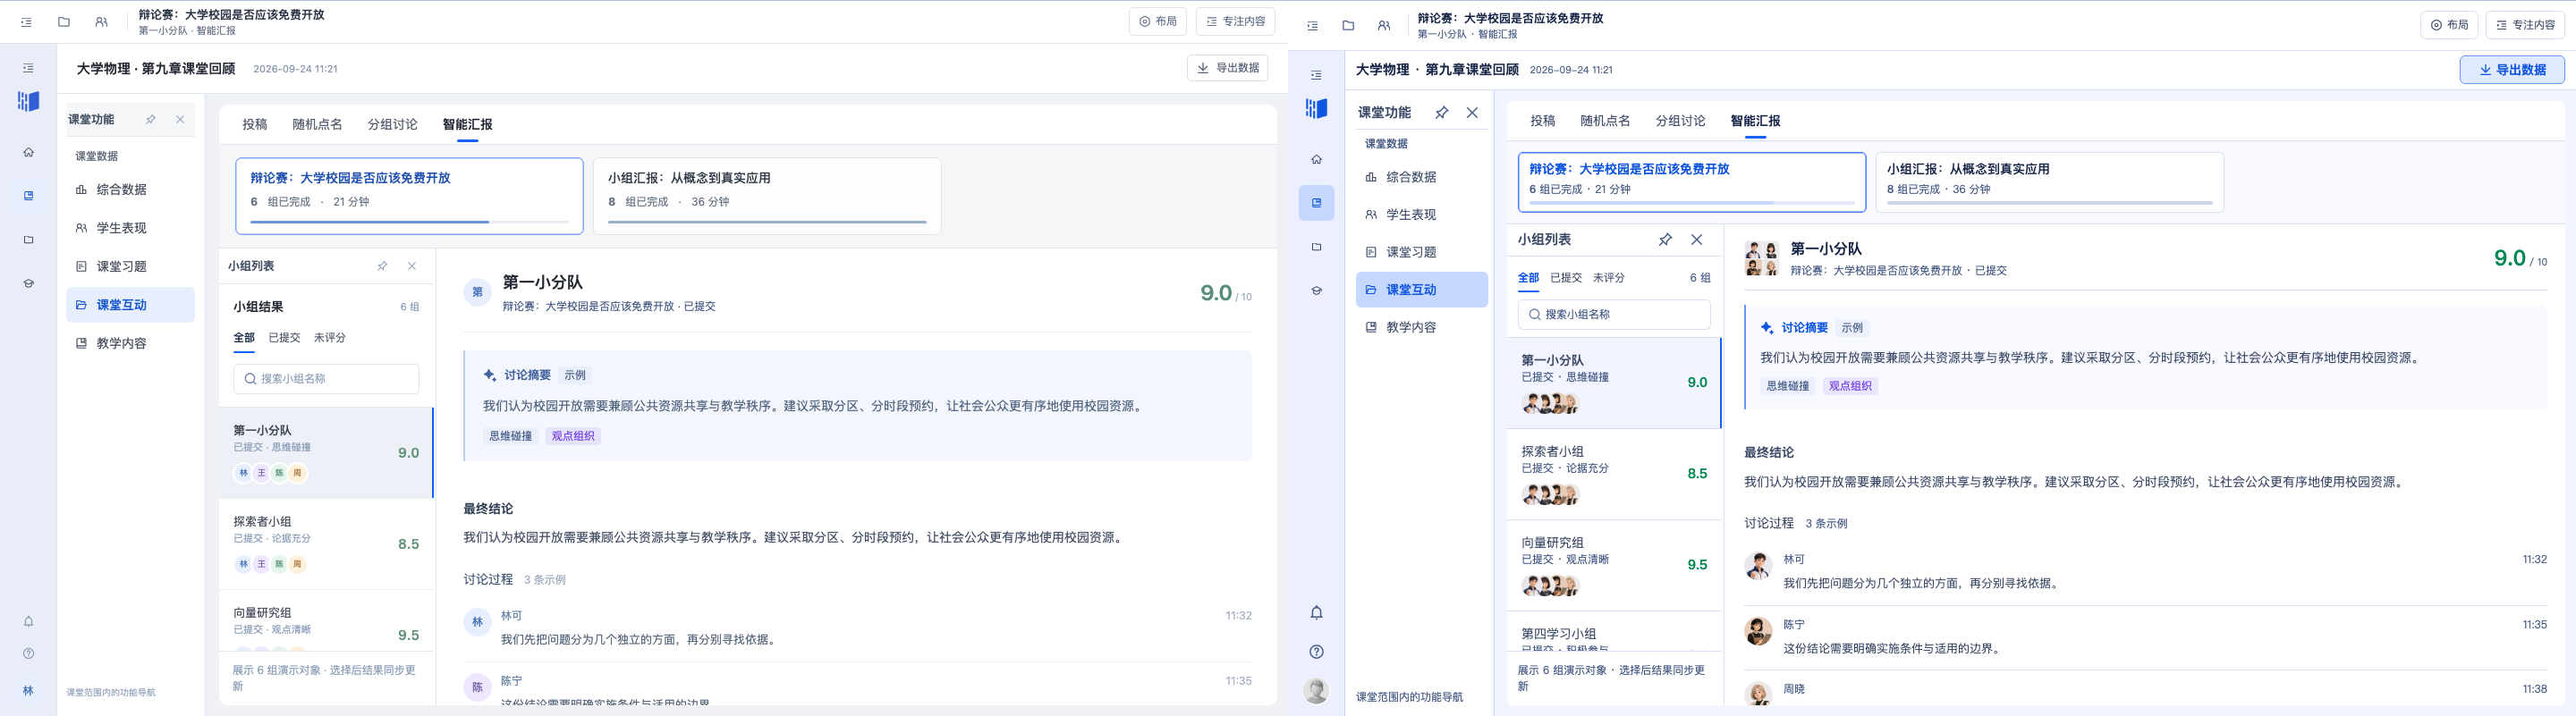 辩论赛：大学校园是否应该免费开放
第一小分队 · 智能汇报
布局
专注内容
大学物理 · 第九章课堂回顾
2026-09-24 11:21
导出数据
课堂功能
课堂数据
综合数据
学生表现
课堂习题
课堂互动
教学内容
课堂范围内的功能导航
林
投稿
随机点名
分组讨论
智能汇报
辩论赛：大学校园是否应该免费开放
6 组已完成 · 21 分钟
小组汇报：从概念到真实应用
8 组已完成 · 36 分钟
小组列表
小组结果
6 组
全部
已提交
未评分
搜索小组名称
第一小分队
已提交 · 思维碰撞
9.0
林 王 陈 周
探索者小组
已提交 · 论据充分
8.5
林 王 陈 周
向量研究组
已提交 · 观点清晰
9.5
展示 6 组演示对象 · 选择后结果同步更
新
第
第一小分队
辩论赛：大学校园是否应该免费开放 · 已提交
9.0 / 10
讨论摘要
示例
我们认为校园开放需要兼顾公共资源共享与教学秩序。建议采取分区、分时段预约，让社会公众更有序地使用校园资源。
思维碰撞
观点组织
最终结论
我们认为校园开放需要兼顾公共资源共享与教学秩序。建议采取分区、分时段预约，让社会公众更有序地使用校园资源。
讨论过程
3 条示例
林
林可
11:32
我们先把问题分为几个独立的方面，再分别寻找依据。
陈
陈宁
11:35
这份结论需要明确实施条件与适用的边界。
辩论赛：大学校园是否应该免费开放
第一小分队 · 智能汇报
布局
专注内容
大学物理 · 第九章课堂回顾
2026-09-24 11:21
导出数据
课堂功能
课堂数据
综合数据
学生表现
课堂习题
课堂互动
教学内容
课堂范围内的功能导航
投稿
随机点名
分组讨论
智能汇报
辩论赛：大学校园是否应该免费开放
6 组已完成 · 21 分钟
小组汇报：从概念到真实应用
8 组已完成 · 36 分钟
小组列表
全部
已提交
未评分
6 组
搜索小组名称
第一小分队
已提交 · 思维碰撞
9.0
探索者小组
已提交 · 论据充分
8.5
向量研究组
已提交 · 观点清晰
9.5
第四学习小组
已提交 · 积极参与
展示 6 组演示对象 · 选择后结果同步更
新
第一小分队
辩论赛：大学校园是否应该免费开放 · 已提交
9.0 / 10
讨论摘要
示例
我们认为校园开放需要兼顾公共资源共享与教学秩序。建议采取分区、分时段预约，让社会公众更有序地使用校园资源。
思维碰撞
观点组织
最终结论
我们认为校园开放需要兼顾公共资源共享与教学秩序。建议采取分区、分时段预约，让社会公众更有序地使用校园资源。
讨论过程
3 条示例
林可
11:32
我们先把问题分为几个独立的方面，再分别寻找依据。
陈宁
11:35
这份结论需要明确实施条件与适用的边界。
周晓
11:38